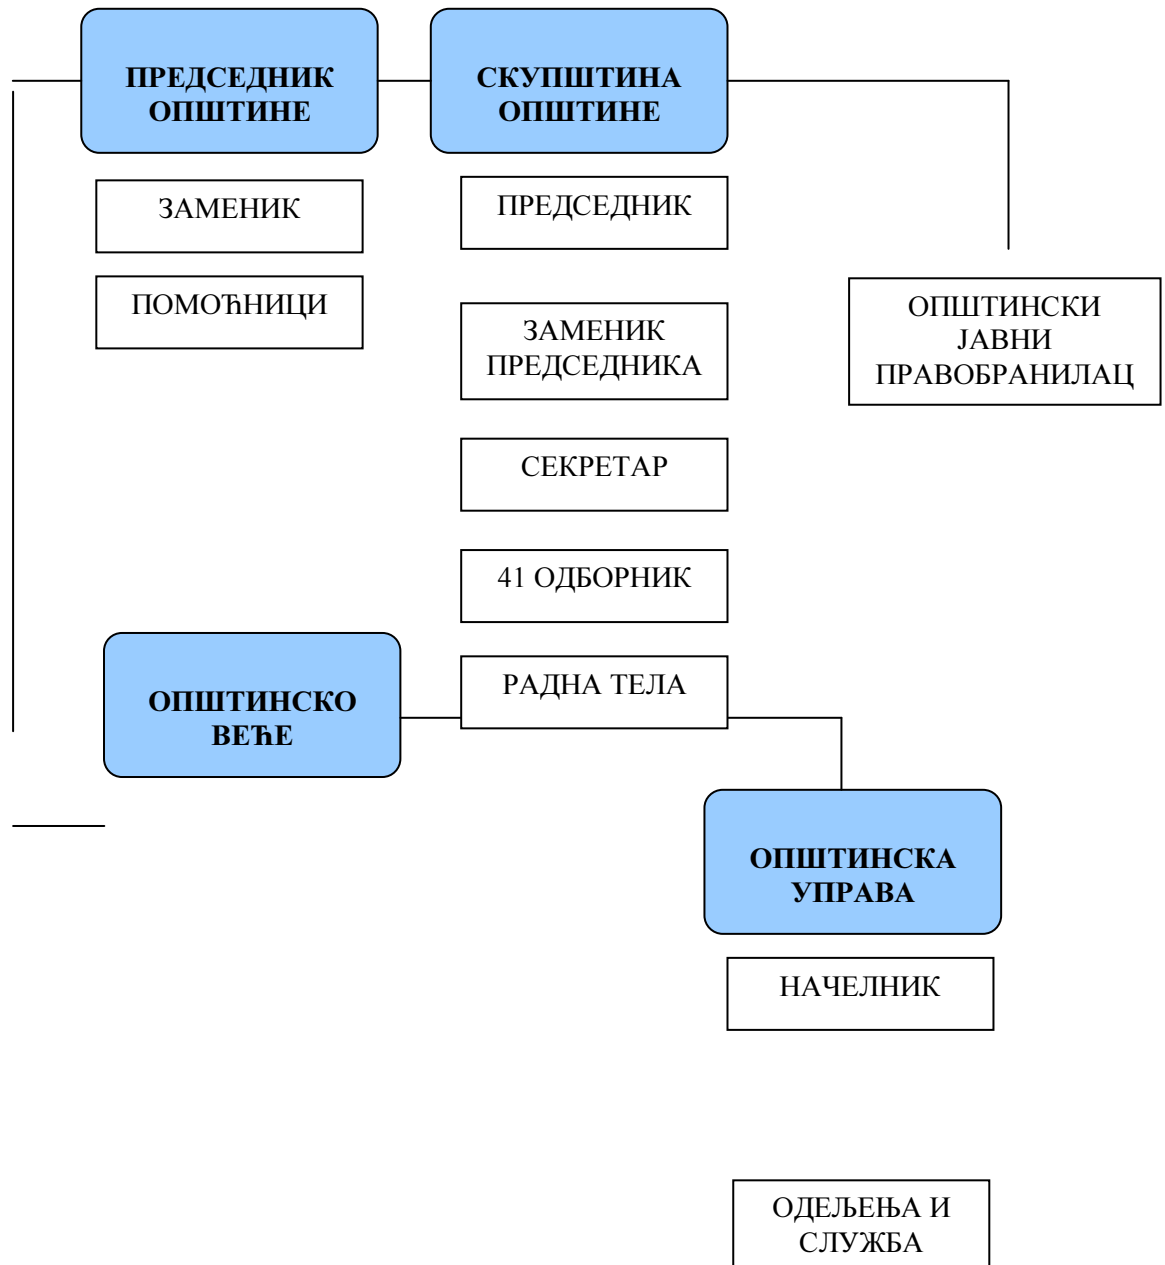 ПРЕДСЕДНИК
ОПШТИНЕ
СКУПШТИНА
ОПШТИНЕ
ЗАМЕНИК
ПРЕДСЕДНИК
ПОМОЋНИЦИ
ОПШТИНСКИ
ЈАВНИ
ПРАВОБРАНИЛАЦ
ЗАМЕНИК
ПРЕДСЕДНИКА
СЕКРЕТАР
41 ОДБОРНИК
РАДНА ТЕЛА
ОПШТИНСКО
ВЕЋЕ
ОПШТИНСКА
УПРАВА
НАЧЕЛНИК
ОДЕЉЕЊА И
СЛУЖБА